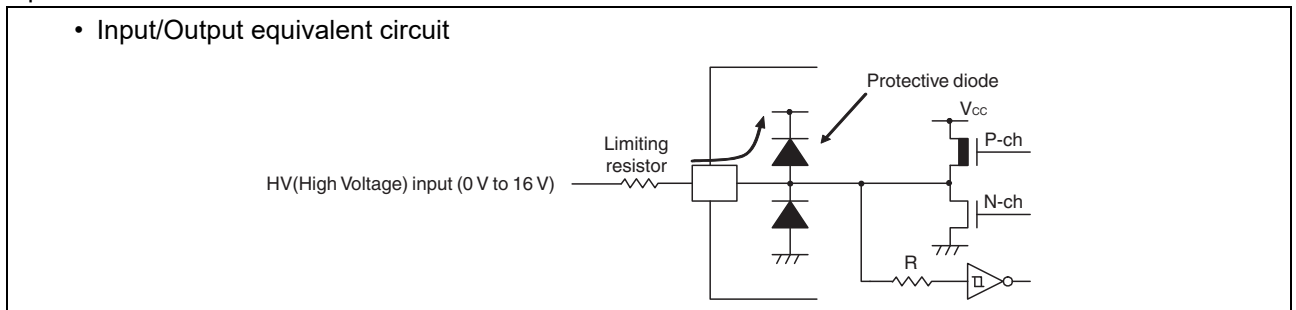 • Input/Output equivalent circuit
Protective diode
Vcc
P-ch
Limiting
resistor
HV(High Voltage) input (0 V to 16 V)
N-ch
R